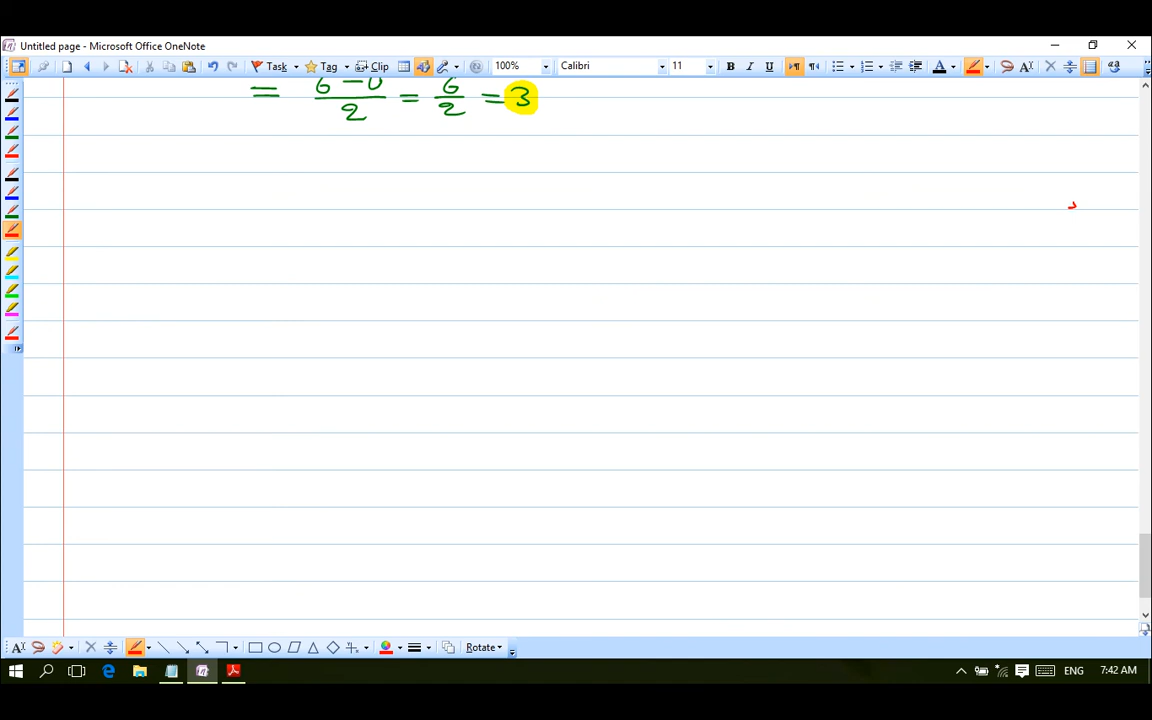 Untitled page - Microsoft Office OneNote
Task Tag Clip 100% Calibri 11 B I U A
= 6 - 0 / 2 = 6 / 2 = 3
Rotate
ENG 7:42 AM